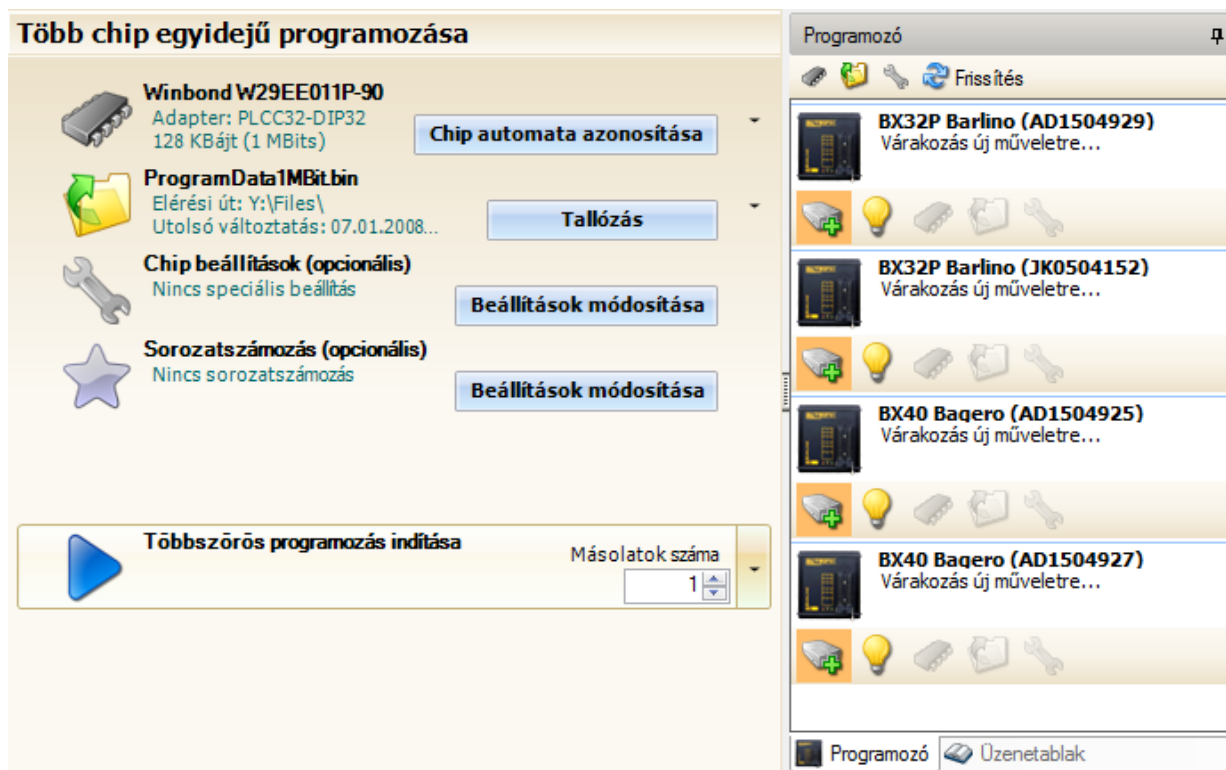 Több chip egyidejű programozása
Winbond W29EE011P-90
Adapter: PLCC32-DIP32
128 KBájt (1 MBits)
Chip automata azonosítása
ProgramData1MBit.bin
Elérési út: Y:\Files\
Utolsó változtatás: 07.01.2008...
Tallózás
Chip beállítások (opcionális)
Nincs speciális beállítás
Beállítások módosítása
Sorozatszámozás (opcionális)
Nincs sorozatszámozás
Beállítások módosítása
Többszörös programozás indítása
Másolatok száma
1
Programozó
Frissítés
BX32P Barlino (AD1504929)
Várakozás új műveletre...
BX32P Barlino (JK0504152)
Várakozás új műveletre...
BX40 Bagero (AD1504925)
Várakozás új műveletre...
BX40 Bagero (AD1504927)
Várakozás új műveletre...
Programozó
Üzenetablak